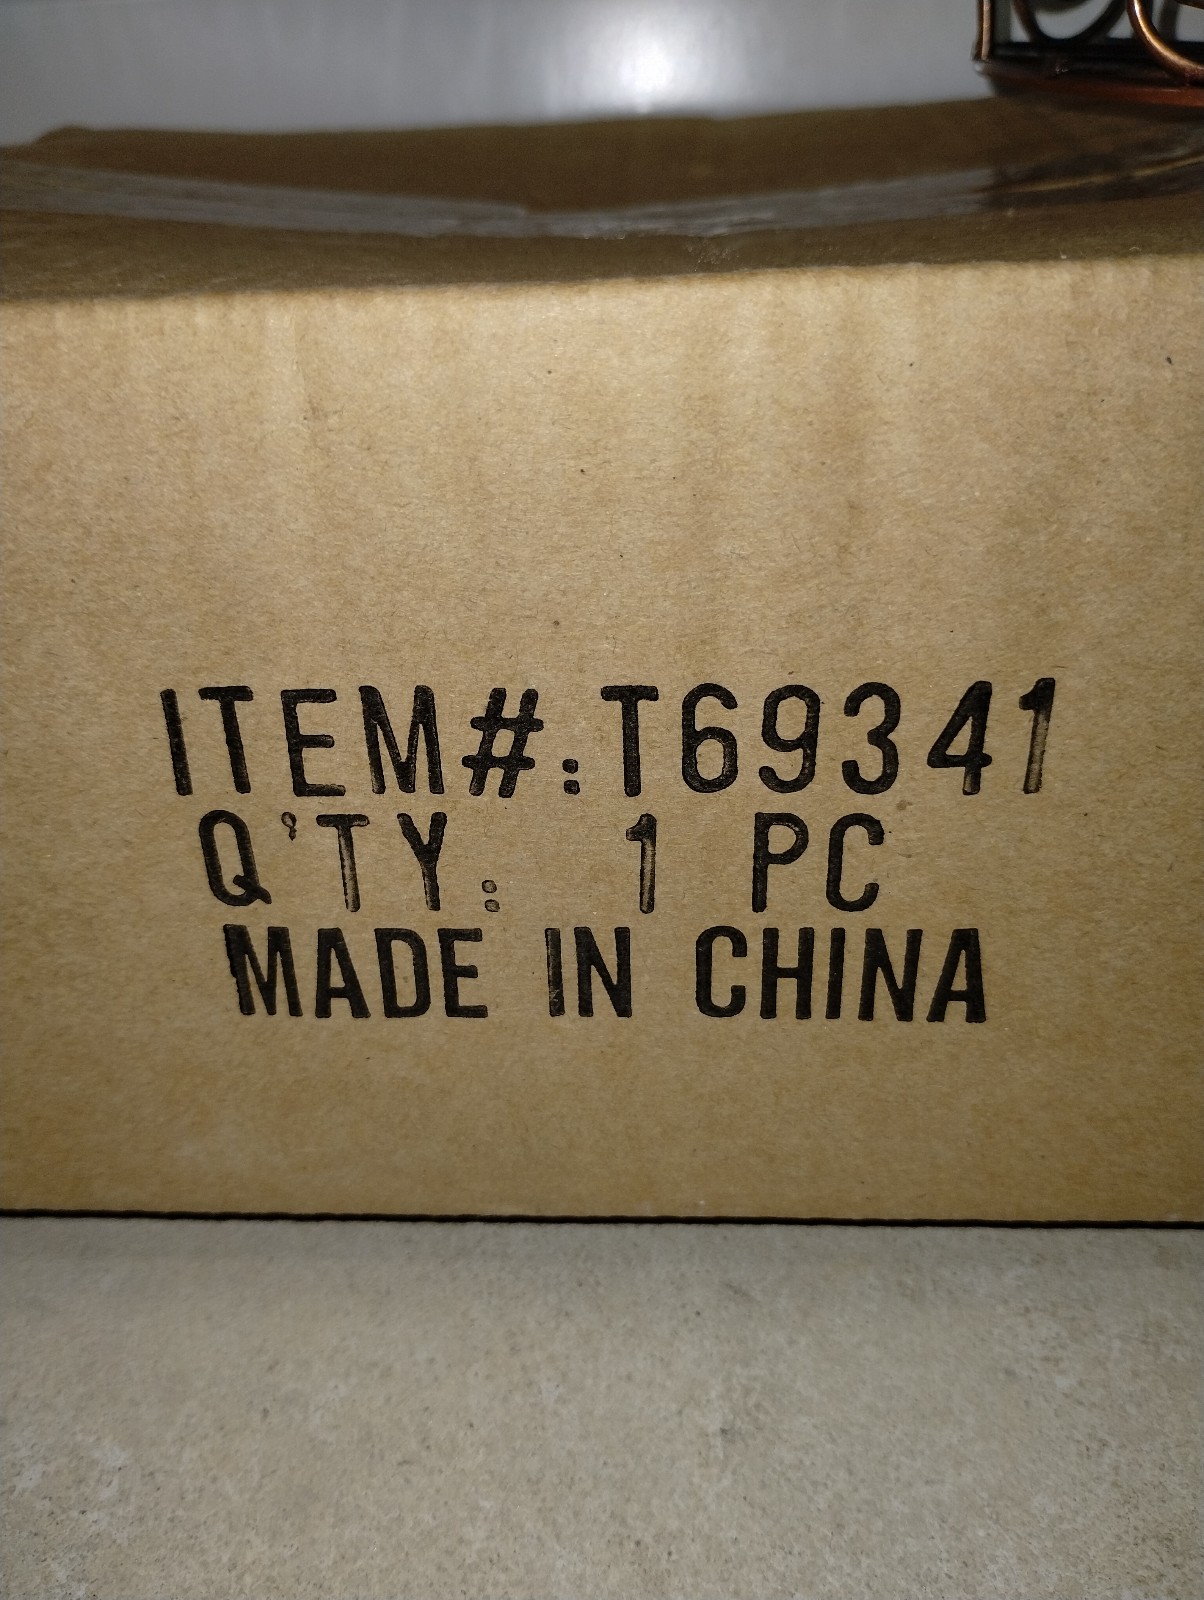 ITEM#:T69341
Q'TY: 1 PC
MADE IN CHINA